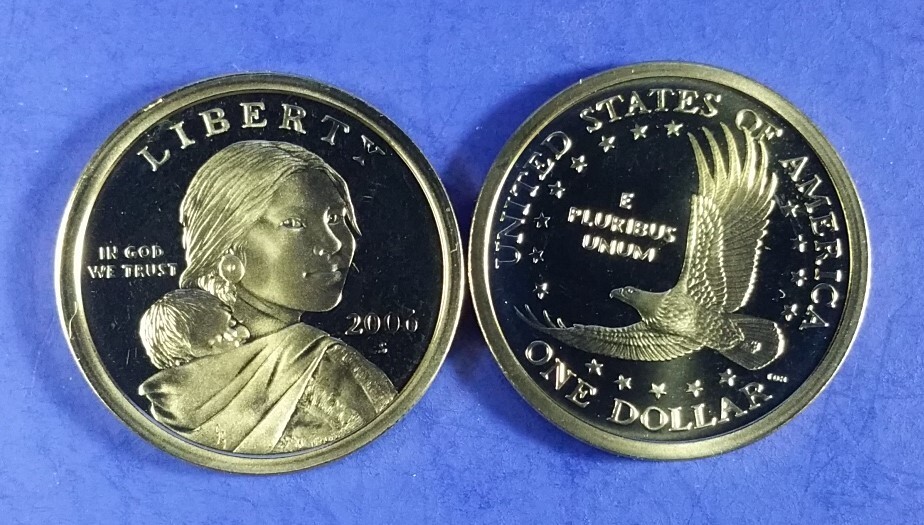 LIBERTY
IN GOD
WE TRUST
2006
S
UNITED STATES OF AMERICA
E
PLURIBUS
UNUM
ONE DOLLAR